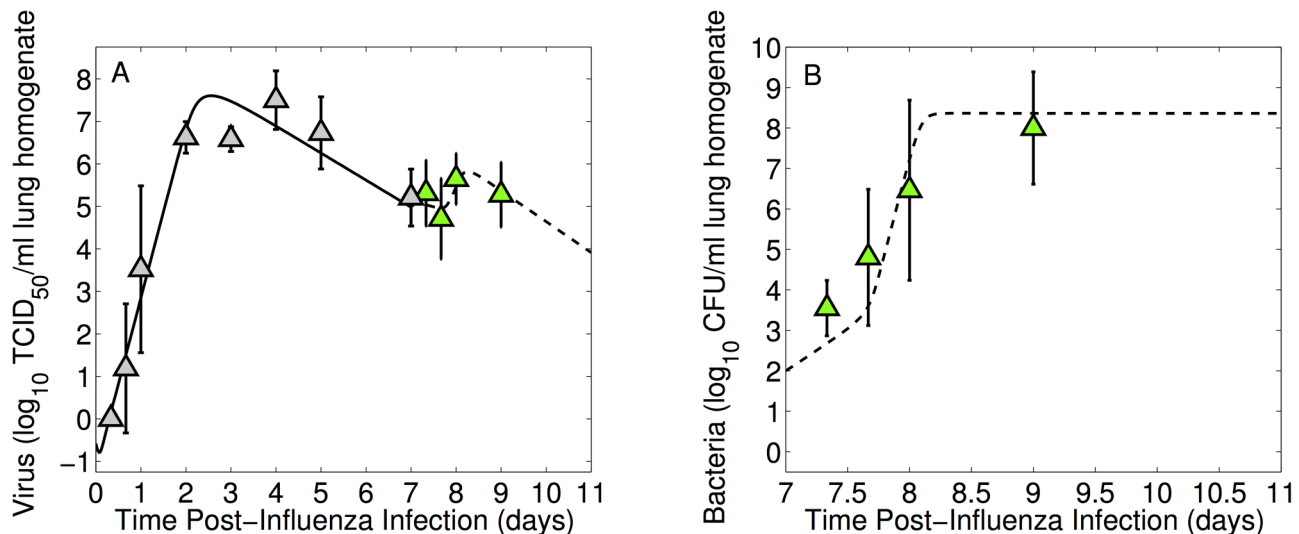 A
Virus (log10 TCID50/ml lung homogenate
8
7
6
5
4
3
2
1
0
−1
0 1 2 3 4 5 6 7 8 9 10 11
Time Post−Influenza Infection (days)
B
Bacteria (log10 CFU/ml lung homogenate
10
9
8
7
6
5
4
3
2
1
0
7 7.5 8 8.5 9 9.5 10 10.5 11
Time Post−Influenza Infection (days)